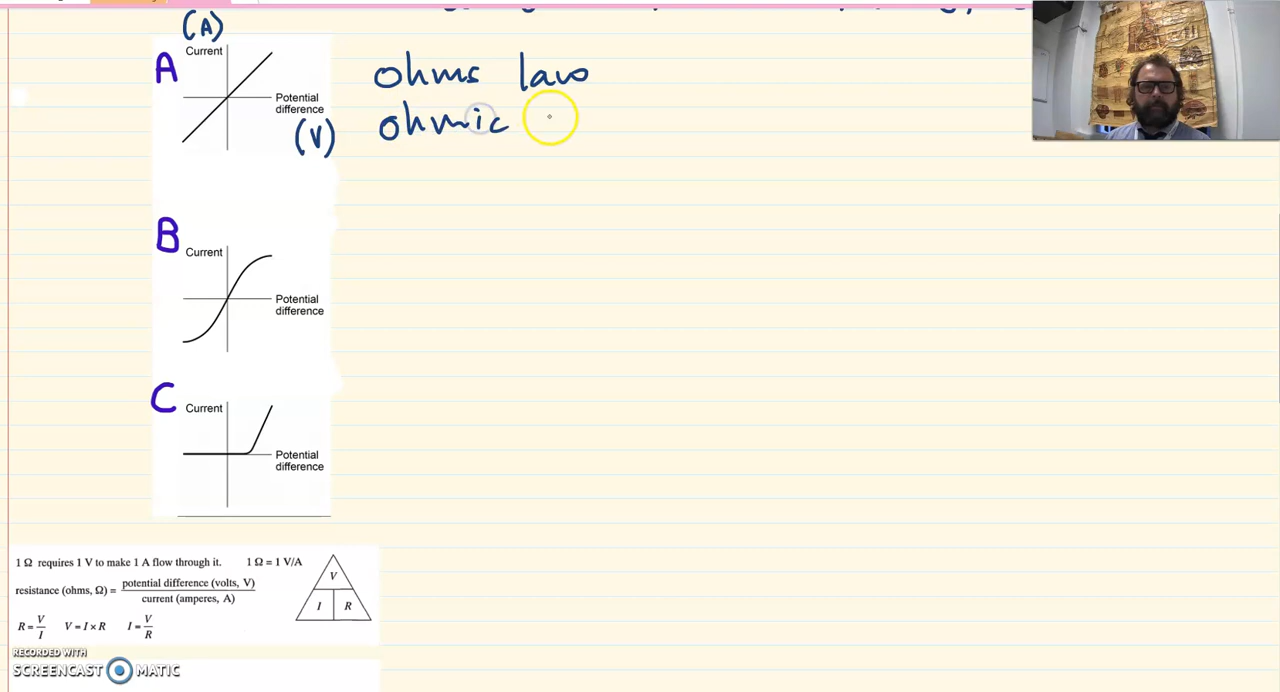 (A)
A
Current
Potential
difference
(V)
ohms law
ohmic
B
Current
Potential
difference
C
Current
Potential
difference
1 Ω requires 1 V to make 1 A flow through it. 1 Ω = 1 V/A
resistance (ohms, Ω) = potential difference (volts, V)
current (amperes, A)
R = V/I V = I × R I = V/R
V
I R
RECORDED WITH
SCREENCAST MATIC